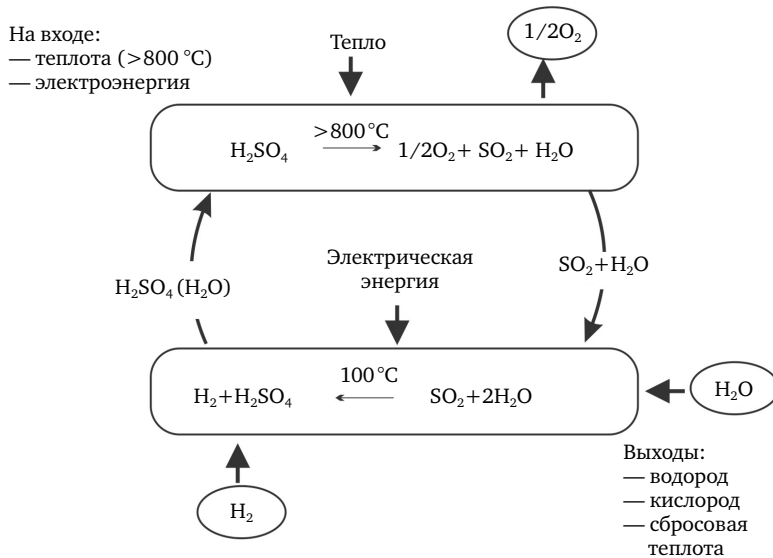 На входе:
— теплота (>800 °C)
— электроэнергия
Тепло
1/2O₂
H₂SO₄ >800 °C 1/2O₂+ SO₂+ H₂O
H₂SO₄ (H₂O)
Электрическая
энергия
SO₂+H₂O
H₂+H₂SO₄ 100 °C SO₂+2H₂O
H₂O
H₂
Выходы:
— водород
— кислород
— сбросовая
теплота